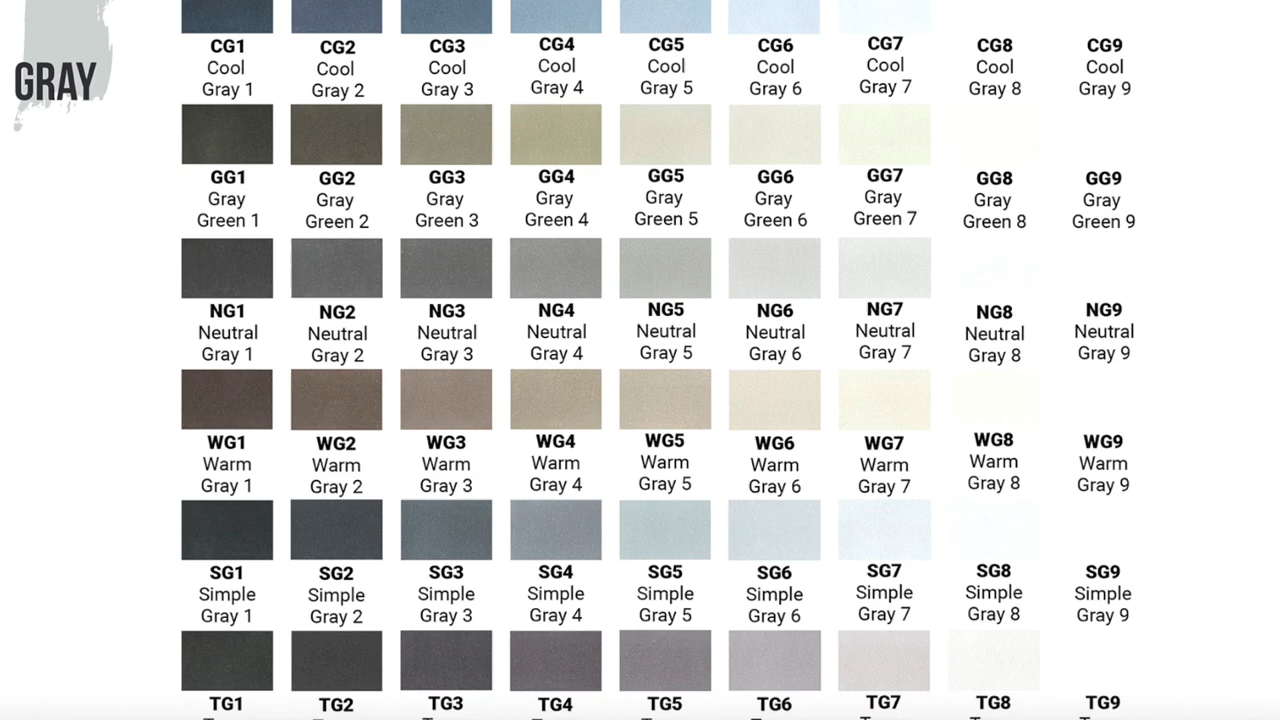 GRAY
CG1 CG2 CG3 CG4 CG5 CG6 CG7 CG8 CG9
Cool Cool Cool Cool Cool Cool Cool Cool Cool
Gray 1 Gray 2 Gray 3 Gray 4 Gray 5 Gray 6 Gray 7 Gray 8 Gray 9
GG1 GG2 GG3 GG4 GG5 GG6 GG7 GG8 GG9
Gray Gray Gray Gray Gray Gray Gray Gray Gray
Green 1 Green 2 Green 3 Green 4 Green 5 Green 6 Green 7 Green 8 Green 9
NG1 NG2 NG3 NG4 NG5 NG6 NG7 NG8 NG9
Neutral Neutral Neutral Neutral Neutral Neutral Neutral Neutral Neutral
Gray 1 Gray 2 Gray 3 Gray 4 Gray 5 Gray 6 Gray 7 Gray 8 Gray 9
WG1 WG2 WG3 WG4 WG5 WG6 WG7 WG8 WG9
Warm Warm Warm Warm Warm Warm Warm Warm Warm
Gray 1 Gray 2 Gray 3 Gray 4 Gray 5 Gray 6 Gray 7 Gray 8 Gray 9
SG1 SG2 SG3 SG4 SG5 SG6 SG7 SG8 SG9
Simple Simple Simple Simple Simple Simple Simple Simple Simple
Gray 1 Gray 2 Gray 3 Gray 4 Gray 5 Gray 6 Gray 7 Gray 8 Gray 9
TG1 TG2 TG3 TG4 TG5 TG6 TG7 TG8 TG9